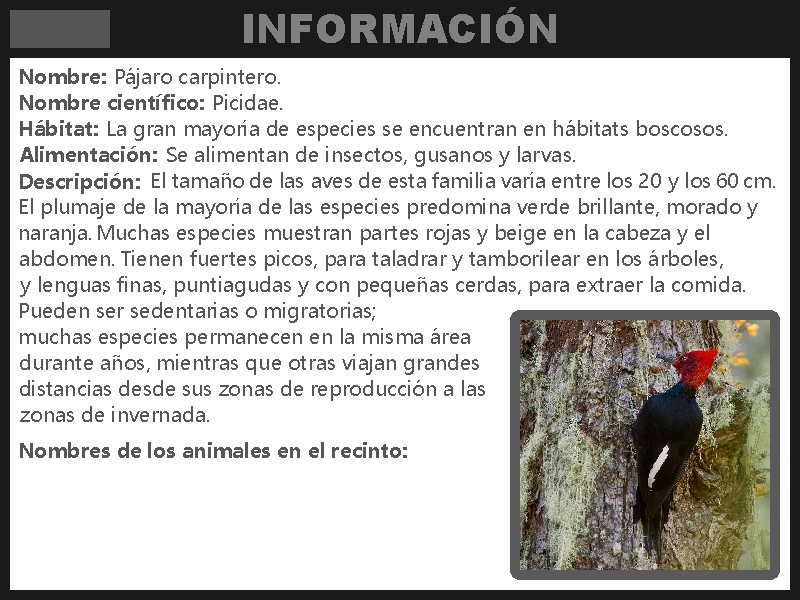 INFORMACIÓN
Nombre: Pájaro carpintero.
Nombre científico: Picidae.
Hábitat: La gran mayoría de especies se encuentran en hábitats boscosos.
Alimentación: Se alimentan de insectos, gusanos y larvas.
Descripción: El tamaño de las aves de esta familia varía entre los 20 y los 60 cm.
El plumaje de la mayoría de las especies predomina verde brillante, morado y
naranja. Muchas especies muestran partes rojas y beige en la cabeza y el
abdomen. Tienen fuertes picos, para taladrar y tamborilear en los árboles,
y lenguas finas, puntiagudas y con pequeñas cerdas, para extraer la comida.
Pueden ser sedentarias o migratorias;
muchas especies permanecen en la misma área
durante años, mientras que otras viajan grandes
distancias desde sus zonas de reproducción a las
zonas de invernada.
Nombres de los animales en el recinto: